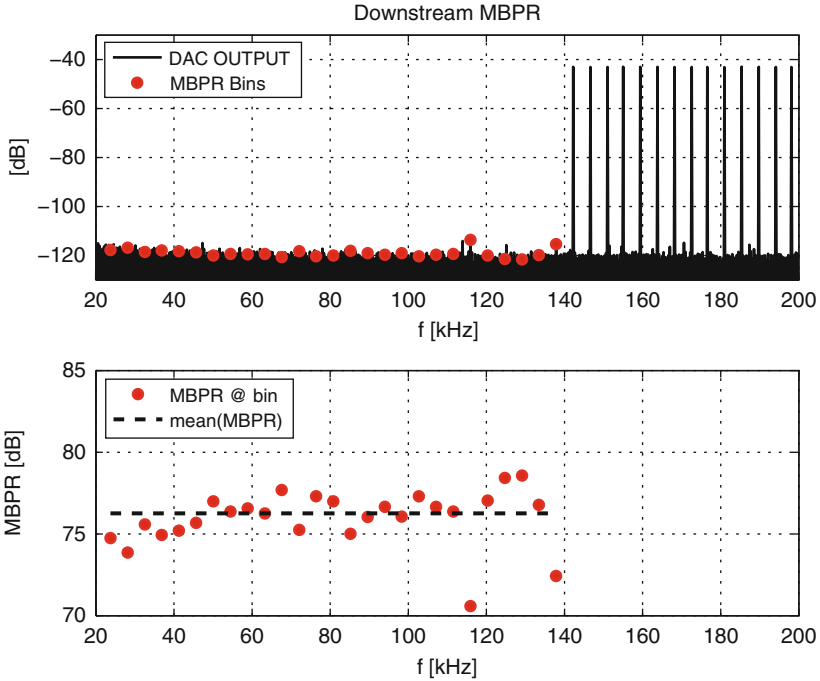 Downstream MBPR
DAC OUTPUT
MBPR Bins
[dB]
−40
−60
−80
−100
−120
20 40 60 80 100 120 140 160 180 200
f [kHz]
MBPR @ bin
mean(MBPR)
MBPR [dB]
85
80
75
70
20 40 60 80 100 120 140 160 180 200
f [kHz]